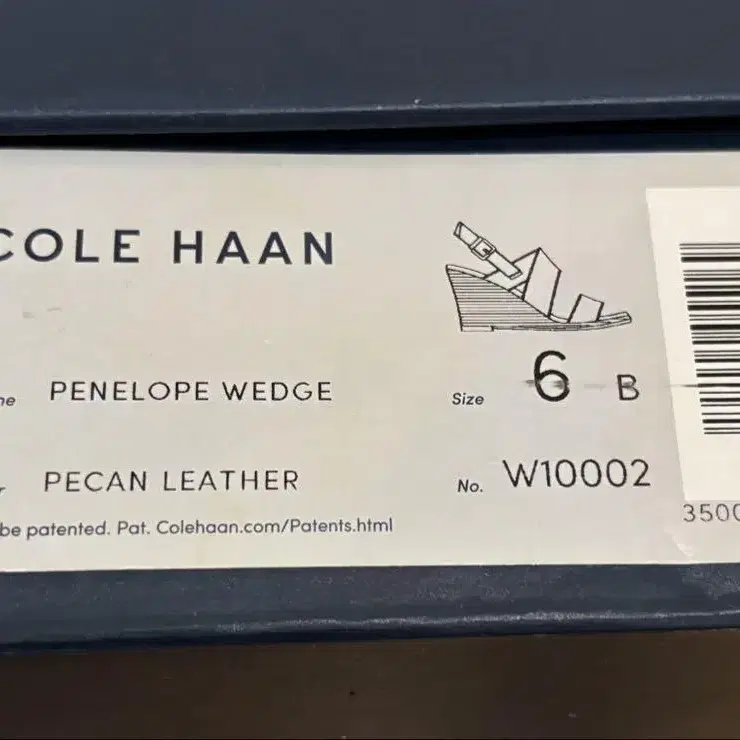 COLE HAAN
PENELOPE WEDGE
Size 6 B
PECAN LEATHER
No. W10002
be patented. Pat. Colehaan.com/Patents.html
3500